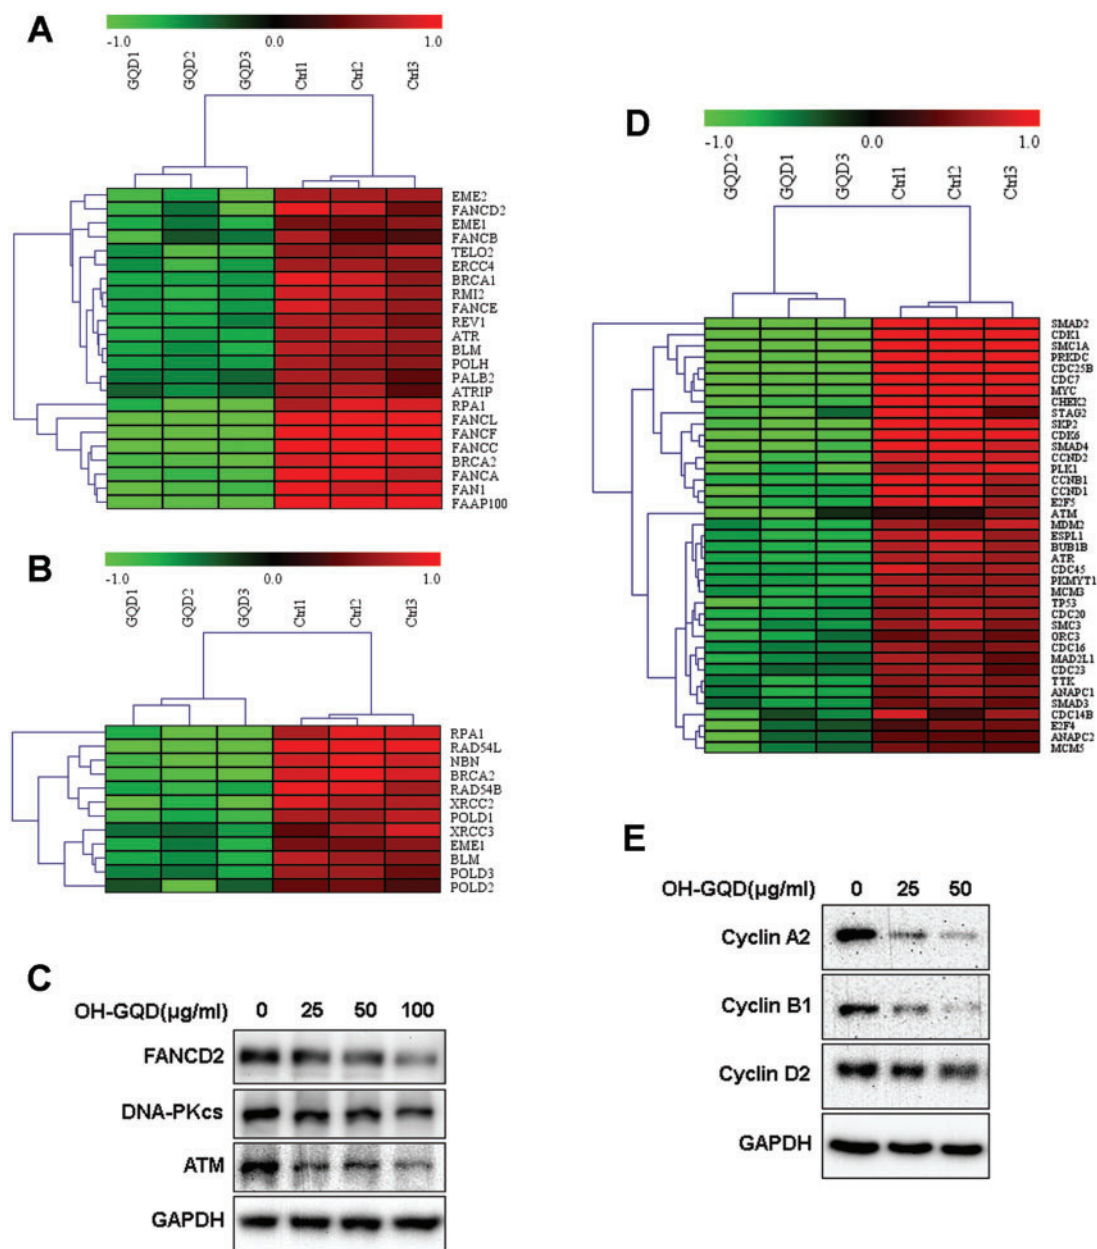 A
-1.0 0.0 1.0
GQD1 GQD2 GQD3 Ctrl1 Ctrl2 Ctrl3
EME2
FANCD2
EME1
FANCB
TELO2
ERCC4
BRCA1
RMI2
FANCE
REV1
ATR
BLM
POLH
PALB2
ATRIP
RPA1
FANCL
FANCF
FANCC
BRCA2
FANCA
FAN1
FAAP100
B
-1.0 0.0 1.0
GQD1 GQD2 GQD3 Ctrl1 Ctrl2 Ctrl3
RPA1
RAD54L
NBN
BRCA2
RAD54B
XRCC2
POLD1
XRCC3
EME1
BLM
POLD3
POLD2
C
OH-GQD(µg/ml) 0 25 50 100
FANCD2
DNA-PKcs
ATM
GAPDH
D
-1.0 0.0 1.0
GQD2 GQD1 GQD3 Ctrl1 Ctrl2 Ctrl3
SMAD2
CDK1
SMC1A
PRKDC
CDC25B
CDC7
MYC
CHEK2
STAG2
SKP2
CDK6
SMAD4
CCND2
PLK1
CCNB1
CCND1
E2F5
ATM
MDM2
ESPL1
BUB1B
ATR
CDC45
PKMYT1
MCM3
TP53
CDC20
SMC3
ORC3
CDC16
MAD2L1
CDC23
TTK
ANAPC1
SMAD3
CDC14B
E2F4
ANAPC2
MCM5
E
OH-GQD(µg/ml) 0 25 50
Cyclin A2
Cyclin B1
Cyclin D2
GAPDH